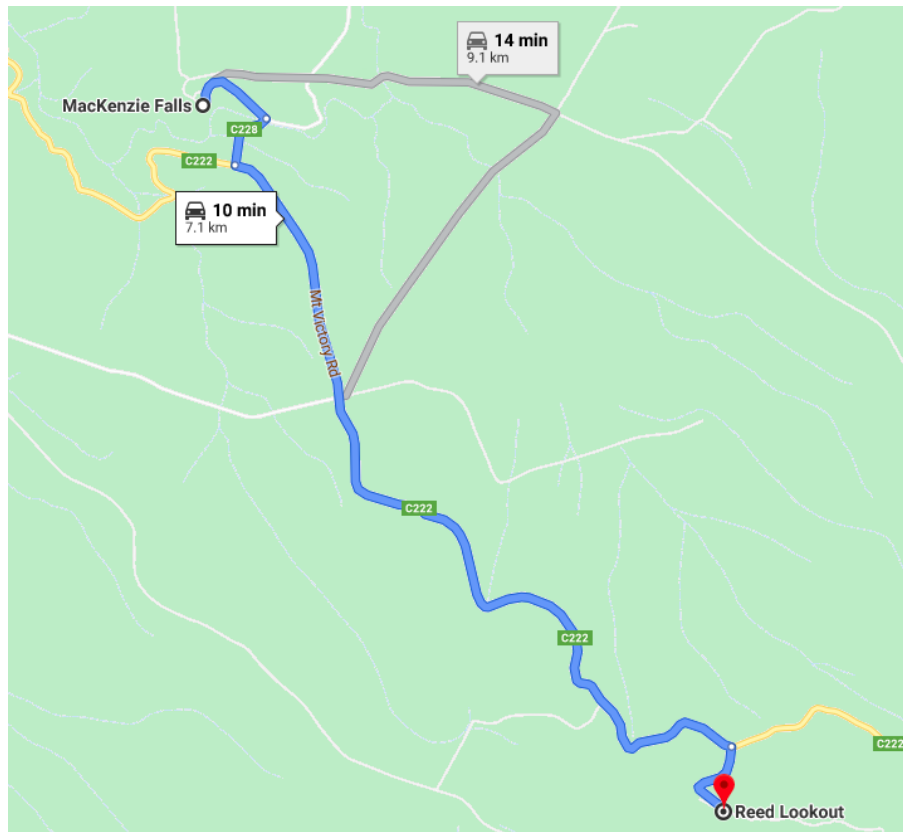 14 min
9.1 km
MacKenzie Falls
C228
C222
10 min
7.1 km
Mt Victory Rd
C222
C222
C222
Reed Lookout